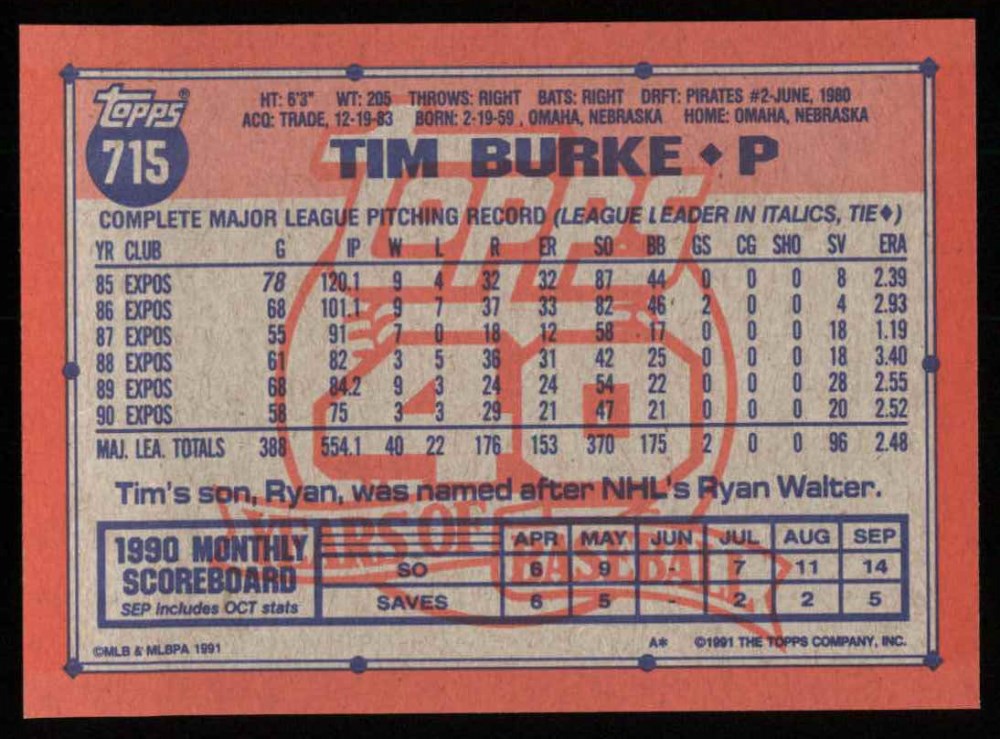 Topps®
715
HT: 6'3" WT: 205 THROWS: RIGHT BATS: RIGHT DRFT: PIRATES #2-JUNE, 1980
ACQ: TRADE, 12-19-83 BORN: 2-19-59 , OMAHA, NEBRASKA HOME: OMAHA, NEBRASKA
TIM BURKE ◆ P
COMPLETE MAJOR LEAGUE PITCHING RECORD (LEAGUE LEADER IN ITALICS, TIE◆)
YR CLUB G IP W L R ER SO BB GS CG SHO SV ERA
85 EXPOS 78 120.1 9 4 32 32 87 44 0 0 0 8 2.39
86 EXPOS 68 101.1 9 7 37 33 82 46 2 0 0 4 2.93
87 EXPOS 55 91 7 0 18 12 58 17 0 0 0 18 1.19
88 EXPOS 61 82 3 5 36 31 42 25 0 0 0 18 3.40
89 EXPOS 68 84.2 9 3 24 24 54 22 0 0 0 28 2.55
90 EXPOS 58 75 3 3 29 21 47 21 0 0 0 20 2.52
MAJ. LEA. TOTALS 388 554.1 40 22 176 153 370 175 2 0 0 96 2.48
Tim's son, Ryan, was named after NHL's Ryan Walter.
Topps
40
YEARS OF
BASEBALL
1990 MONTHLY
SCOREBOARD
SEP includes OCT stats
APR MAY JUN JUL AUG SEP
SO 6 9 - 7 11 14
SAVES 6 5 - 2 2 5
©MLB & MLBPA 1991 A* ©1991 THE TOPPS COMPANY, INC.